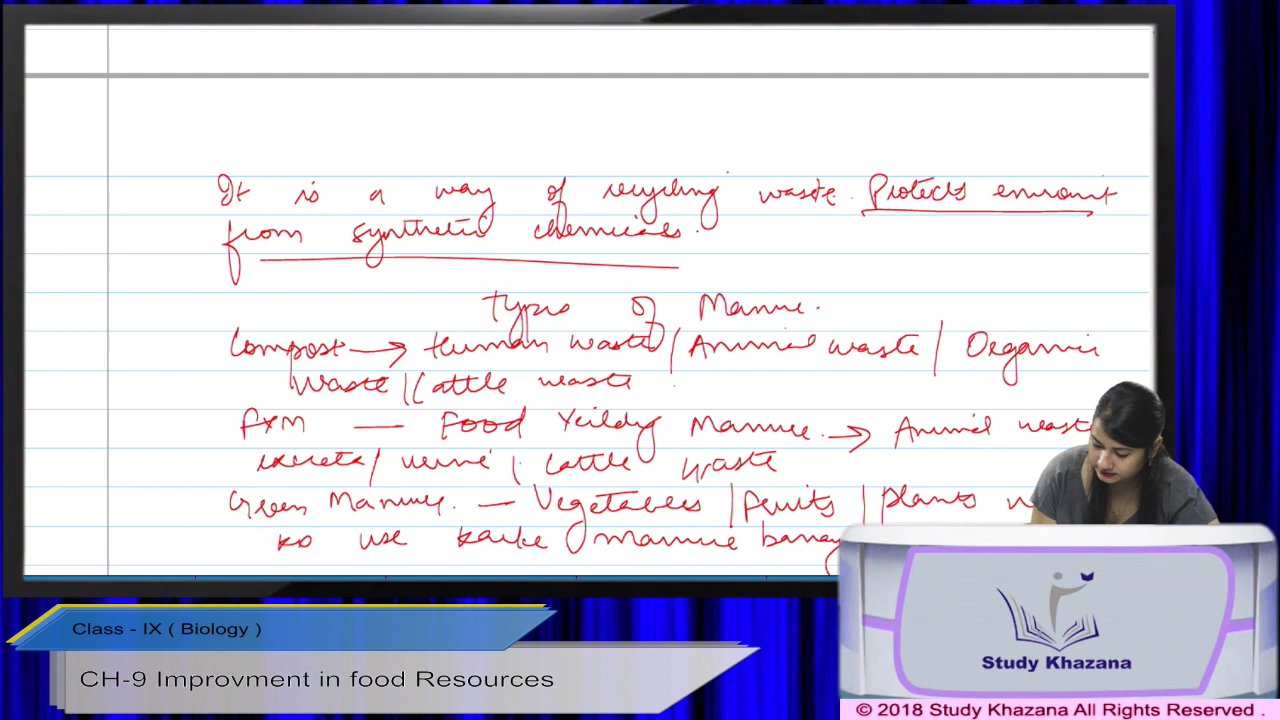 It is a way of recycling waste. Protects enviroment
from synthetic chemicals.
Types of Manure.
Compost → Human waste / Animal waste / Organic
Waste / Cattle waste
FYM — Food Yeilding Manure. → Animal waste
excreta / urine / Cattle waste
Green Manure. — Vegetables / fruits / plants
ko use karke manure
Class - IX ( Biology )
CH-9 Improvment in food Resources
Study Khazana
© 2018 Study Khazana All Rights Reserved .